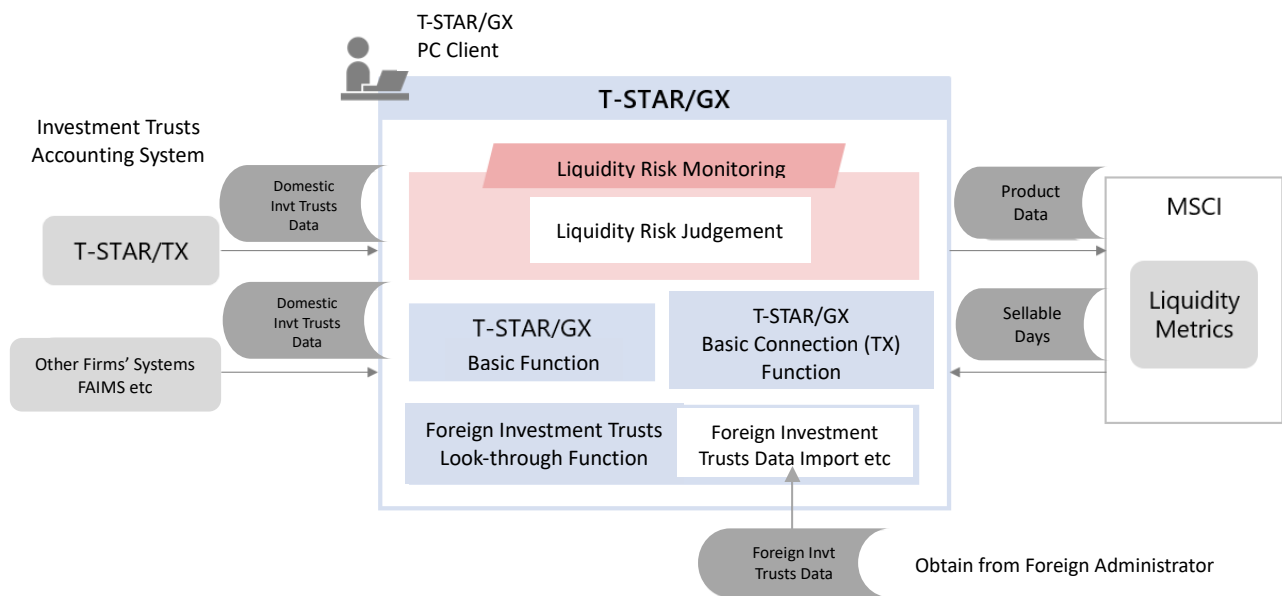 T-STAR/GX
PC Client
T-STAR/GX
Investment Trusts
Accounting System
Domestic
Invt Trusts
Data
T-STAR/TX
Domestic
Invt Trusts
Data
Other Firms’ Systems
FAIMS etc
Liquidity Risk Monitoring
Liquidity Risk Judgement
T-STAR/GX
Basic Function
T-STAR/GX
Basic Connection (TX)
Function
Foreign Investment Trusts
Look-through Function
Foreign Investment
Trusts Data Import etc
Product
Data
Sellable
Days
MSCI
Liquidity
Metrics
Foreign Invt
Trusts Data
Obtain from Foreign Administrator